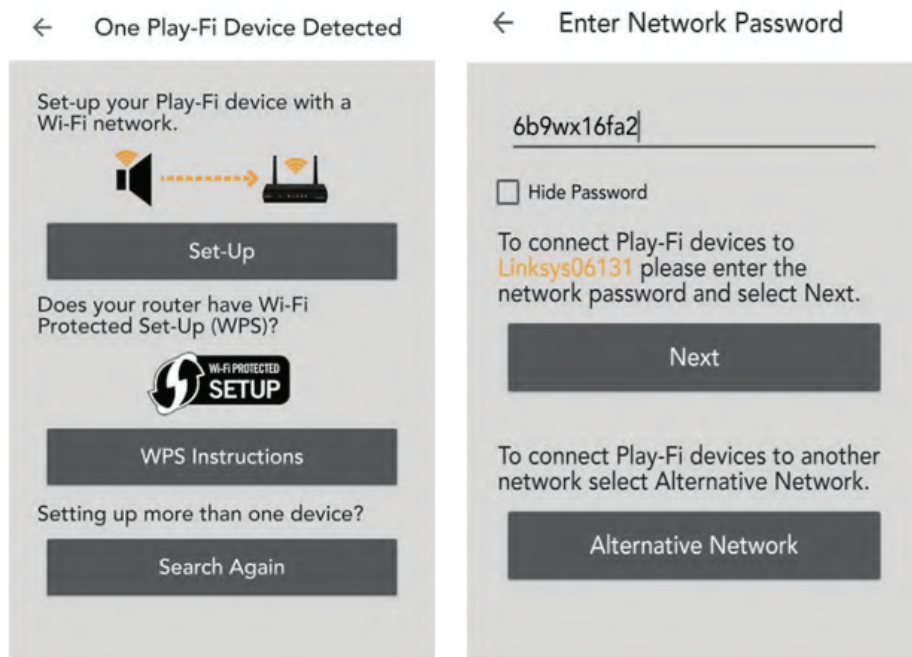 One Play-Fi Device Detected
Set-up your Play-Fi device with a
Wi-Fi network.
Set-Up
Does your router have Wi-Fi
Protected Set-Up (WPS)?
WI-FI PROTECTED
SETUP
WPS Instructions
Setting up more than one device?
Search Again
Enter Network Password
6b9wx16fa2
Hide Password
To connect Play-Fi devices to
Linksys06131 please enter the
network password and select Next.
Next
To connect Play-Fi devices to another
network select Alternative Network.
Alternative Network